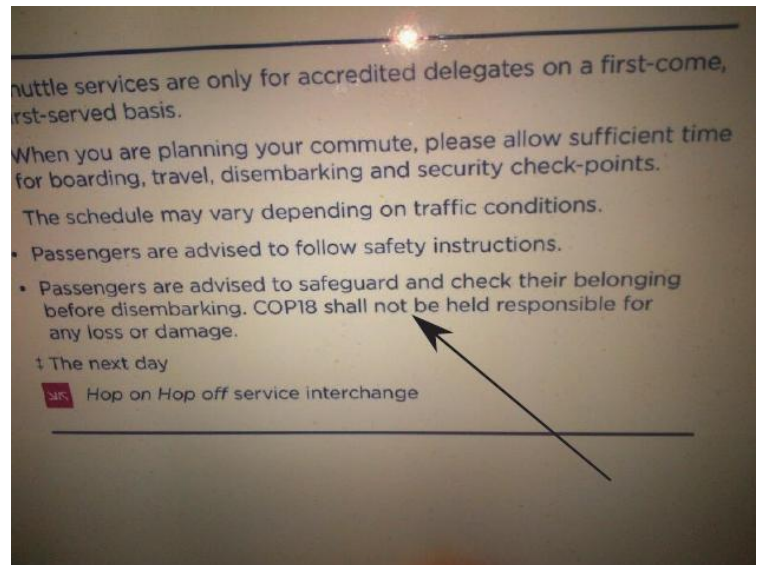 huttle services are only for accredited delegates on a first-come,
rst-served basis.
When you are planning your commute, please allow sufficient time
for boarding, travel, disembarking and security check-points.
The schedule may vary depending on traffic conditions.
• Passengers are advised to follow safety instructions.
• Passengers are advised to safeguard and check their belonging
before disembarking. COP18 shall not be held responsible for
any loss or damage.
‡ The next day
Hop on Hop off service interchange